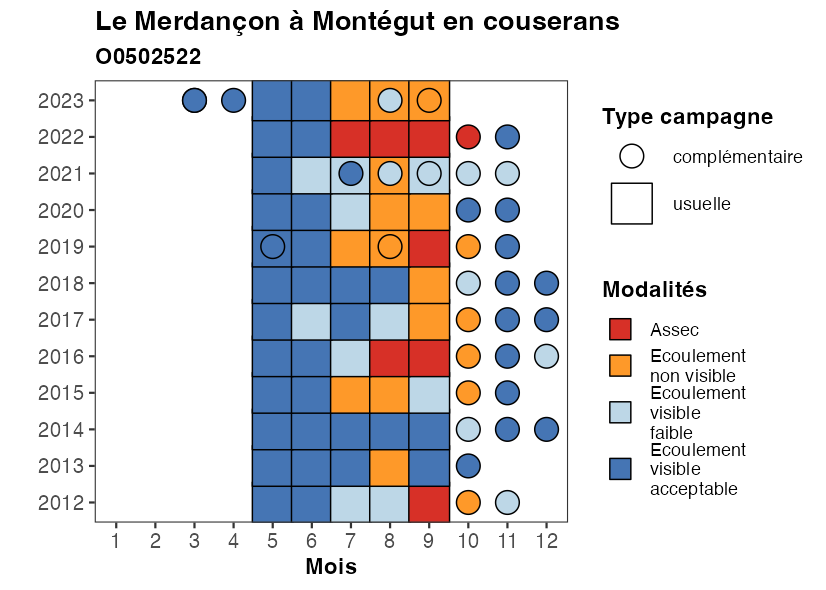 Le Merdançon à Montégut en couserans
O0502522
2023
2022
2021
2020
2019
2018
2017
2016
2015
2014
2013
2012
1 2 3 4 5 6 7 8 9 10 11 12
Mois
Type campagne
complémentaire
usuelle
Modalités
Assec
Ecoulement
non visible
Ecoulement
visible
faible
Ecoulement
visible
acceptable